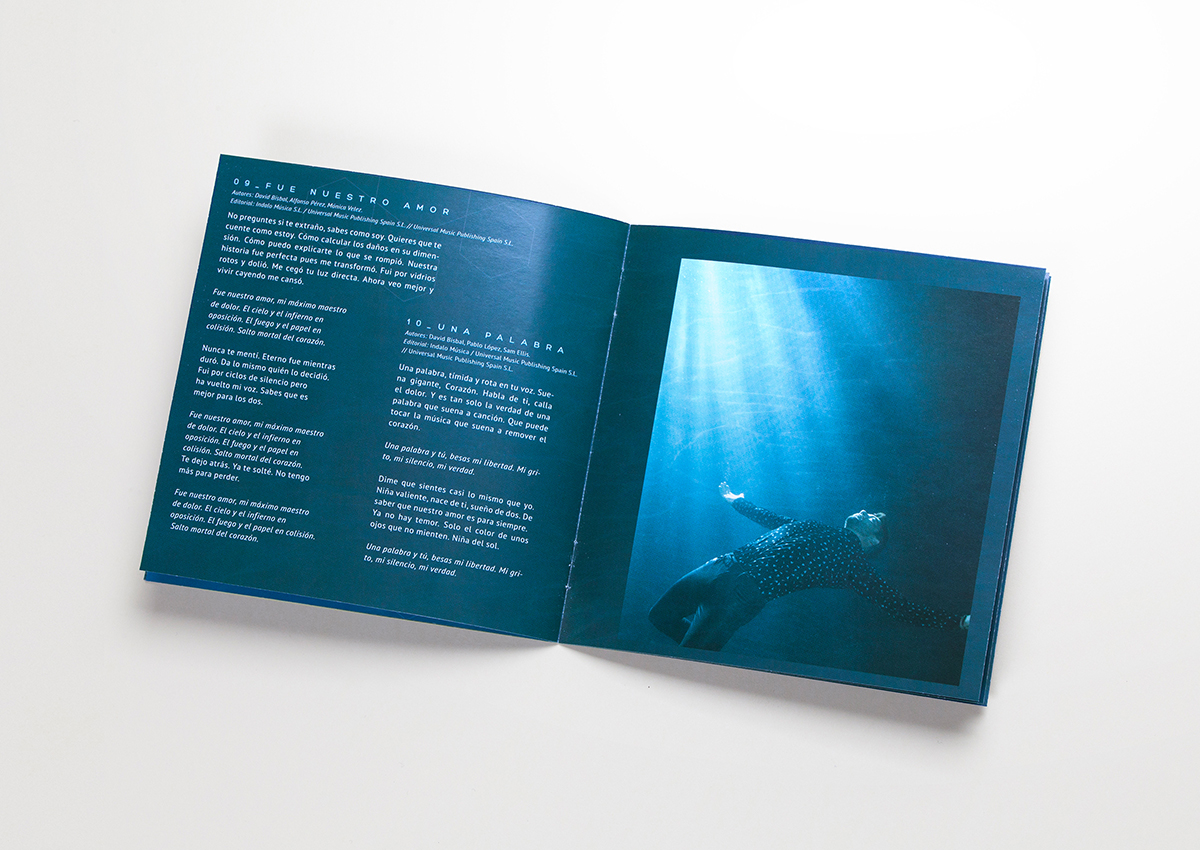 09_FUE NUESTRO AMOR
Autores: David Bisbal, Alfonso Pérez, Mónica Velez.
Editorial: Indalo Música S.L. / Universal Music Publishing Spain S.L. // Universal Music Publishing Spain S.L.
No preguntes si te extraño, sabes como soy. Quieres que te
cuente como estoy. Cómo calcular los daños en su dimen-
sión. Cómo puedo explicarte lo que se rompió. Nuestra
historia fue perfecta pues me transformó. Fui por vidrios
rotos y dolió. Me cegó tu luz directa. Ahora veo mejor y
vivir cayendo me cansó.
Fue nuestro amor, mi máximo maestro
de dolor. El cielo y el infierno en
oposición. El fuego y el papel en
colisión. Salto mortal del corazón.
Nunca te mentí. Eterno fue mientras
duró. Da lo mismo quién lo decidió.
Fui por ciclos de silencio pero
ha vuelto mi voz. Sabes que es
mejor para los dos.
Fue nuestro amor, mi máximo maestro
de dolor. El cielo y el infierno en
oposición. El fuego y el papel en
colisión. Salto mortal del corazón.
Te dejo atrás. Ya te solté. No tengo
más para perder.
Fue nuestro amor, mi máximo maestro
de dolor. El cielo y el infierno en
oposición. El fuego y el papel en colisión.
Salto mortal del corazón.
10_UNA PALABRA
Autores: David Bisbal, Pablo López, Sam Ellis.
Editorial: Indalo Música / Universal Music Publishing Spain S.L.
// Universal Music Publishing Spain S.L.
Una palabra, tímida y rota en tu voz. Sue-
na gigante, Corazón. Habla de ti, calla
el dolor. Y es tan solo la verdad de una
palabra que suena a canción. Que puede
tocar la música que suena a remover el
corazón.
Una palabra y tú, besas mi libertad. Mi gri-
to, mi silencio, mi verdad.
Dime que sientes casi lo mismo que yo.
Niña valiente, nace de ti, sueño de dos. De
saber que nuestro amor es para siempre.
Ya no hay temor. Solo el color de unos
ojos que no mienten. Niña del sol.
Una palabra y tú, besas mi libertad. Mi gri-
to, mi silencio, mi verdad.